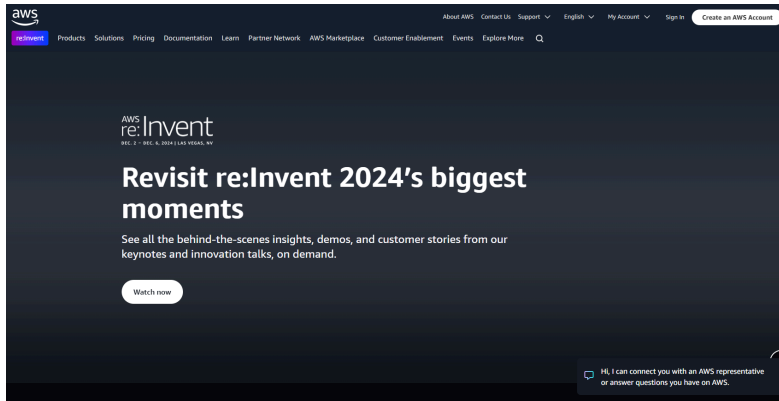 aws
About AWS Contact Us Support English My Account Sign In Create an AWS Account
re:Invent Products Solutions Pricing Documentation Learn Partner Network AWS Marketplace Customer Enablement Events Explore More
AWS
re:Invent
DEC. 2 – DEC. 6, 2024 | LAS VEGAS, NV
Revisit re:Invent 2024's biggest
moments
See all the behind-the-scenes insights, demos, and customer stories from our
keynotes and innovation talks, on demand.
Watch now
Hi, I can connect you with an AWS representative
or answer questions you have on AWS.